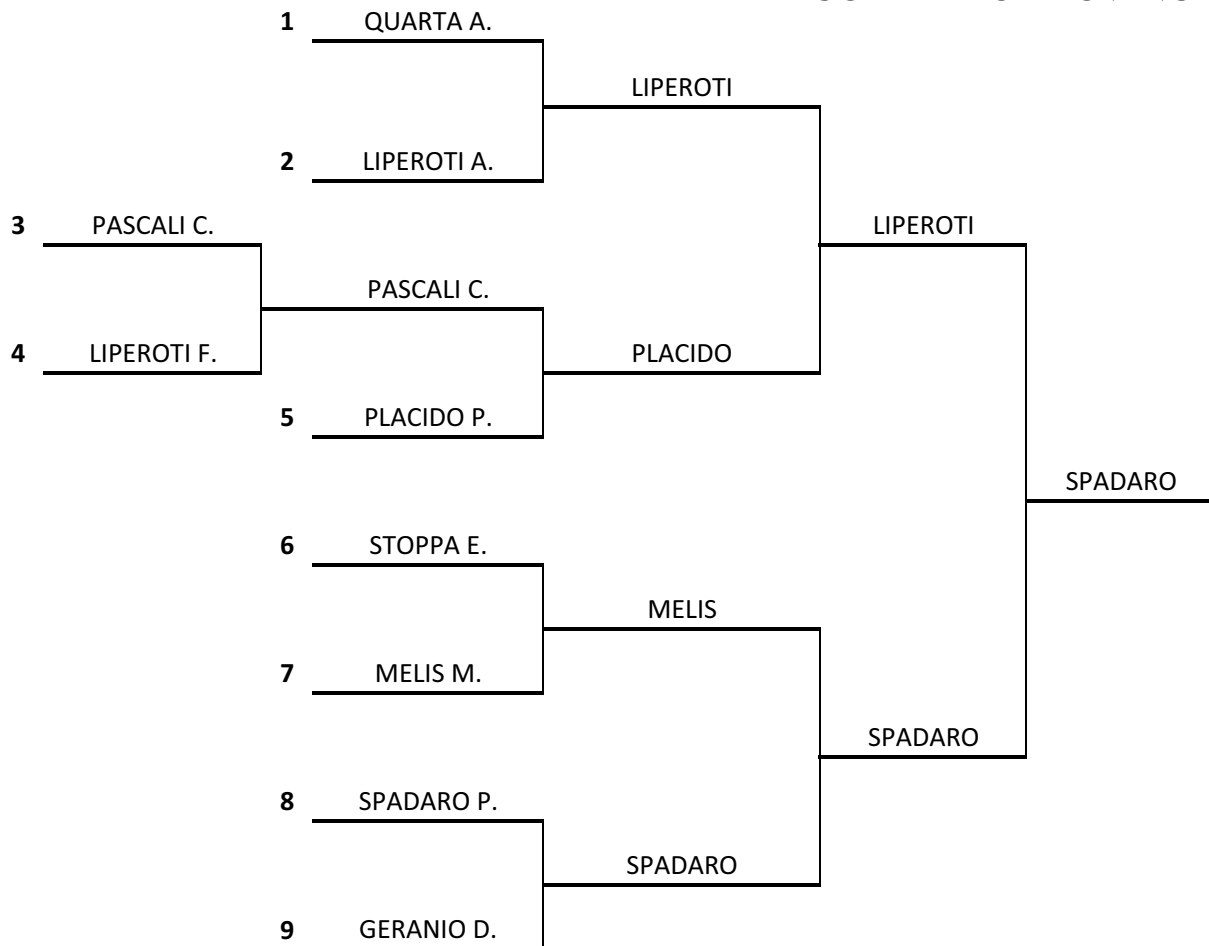 1 QUARTA A.
LIPEROTI
2 LIPEROTI A.
3 PASCALI C.
LIPEROTI
PASCALI C.
4 LIPEROTI F.
PLACIDO
5 PLACIDO P.
SPADARO
6 STOPPA E.
MELIS
7 MELIS M.
SPADARO
8 SPADARO P.
SPADARO
9 GERANIO D.